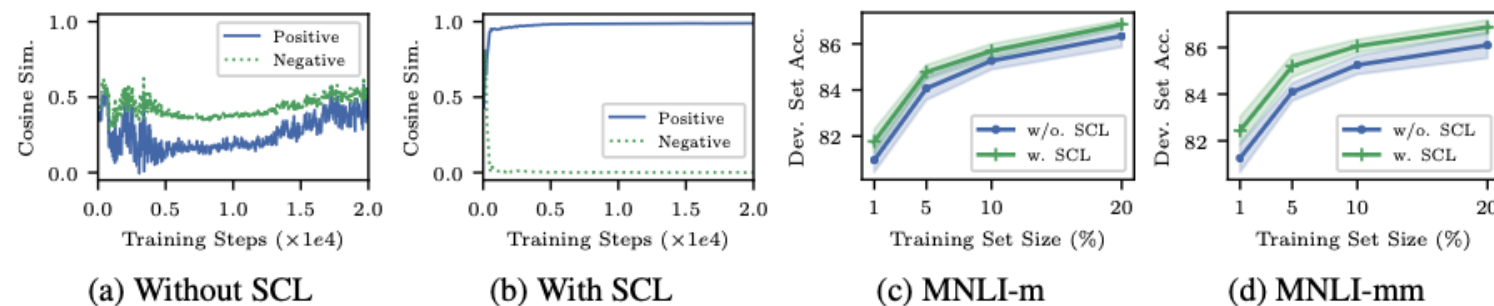 Cosine Sim.
1.0
0.5
0.0
Positive
Negative
0.0 0.5 1.0 1.5 2.0
Training Steps (×1e4)
(a) Without SCL
Cosine Sim.
1.0
0.5
0.0
Positive
Negative
0.0 0.5 1.0 1.5 2.0
Training Steps (×1e4)
(b) With SCL
Dev. Set Acc.
86
84
82
w/o. SCL
w. SCL
1 5 10 20
Training Set Size (%)
(c) MNLI-m
Dev. Set Acc.
86
84
82
w/o. SCL
w. SCL
1 5 10 20
Training Set Size (%)
(d) MNLI-mm